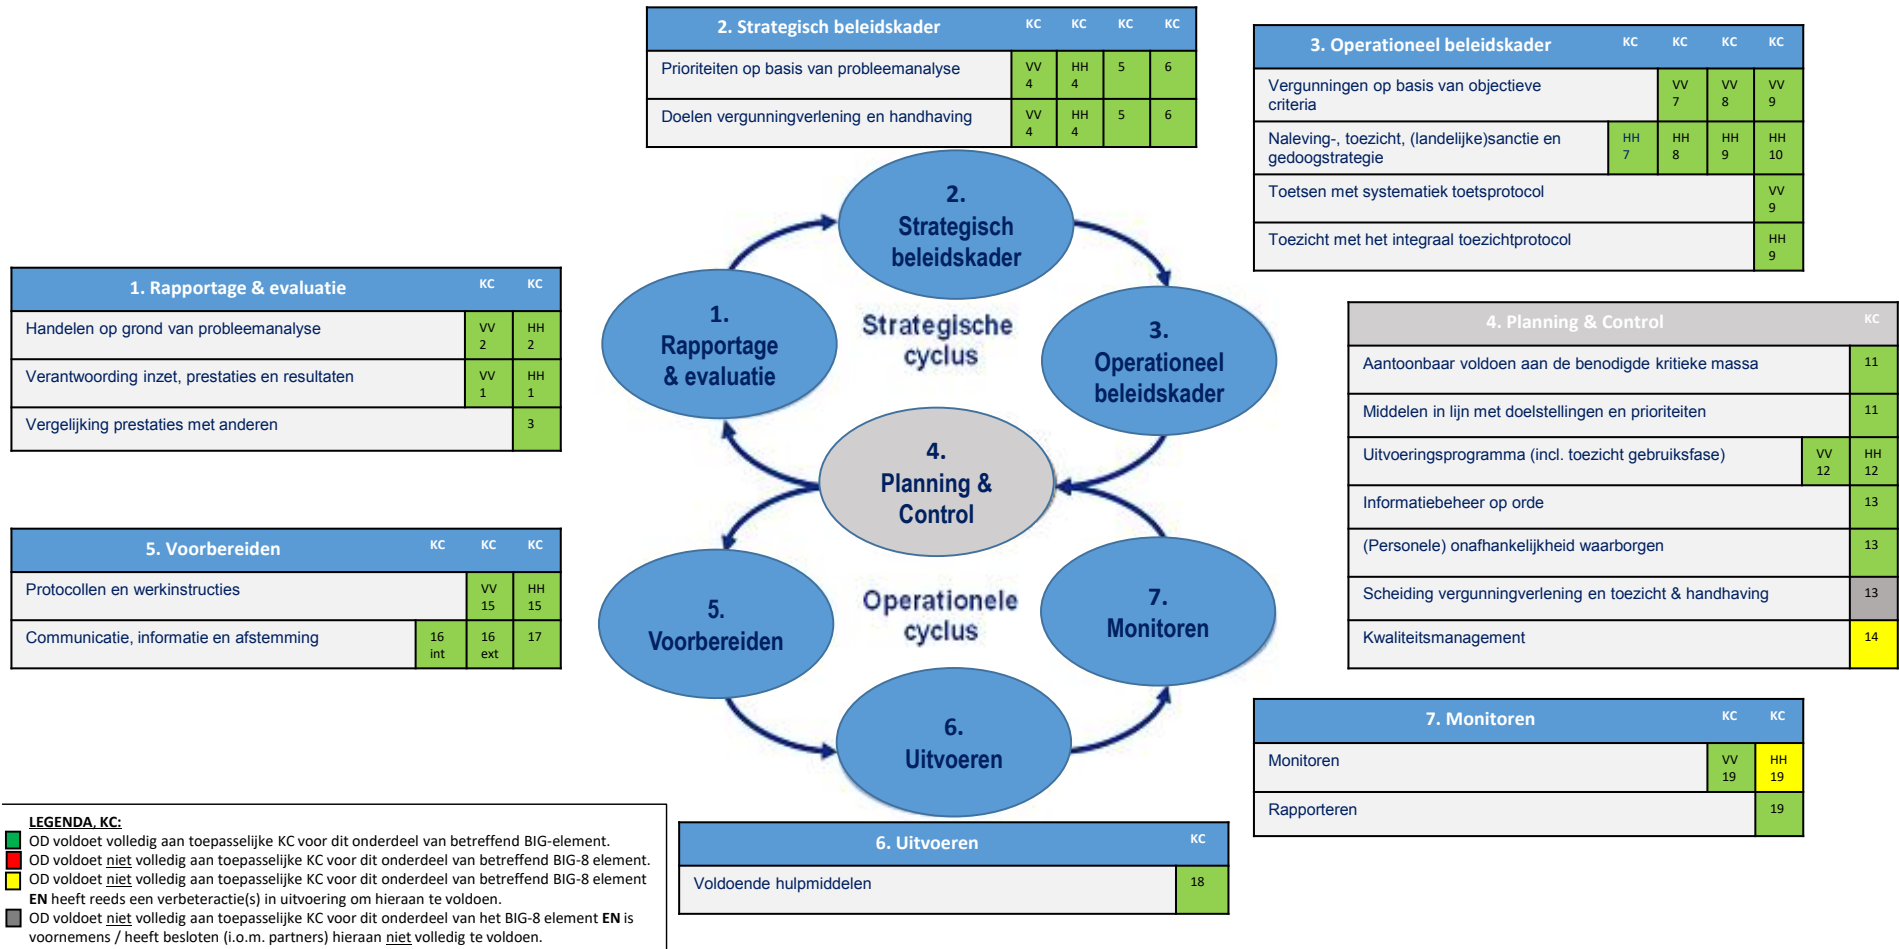 2. Strategisch beleidskader KC KC KC KC
Prioriteiten op basis van probleemanalyse VV 4 HH 4 5 6
Doelen vergunningverlening en handhaving VV 4 HH 4 5 6
3. Operationeel beleidskader KC KC KC KC
Vergunningen op basis van objectieve
criteria VV 7 VV 8 VV 9
Naleving-, toezicht, (landelijke)sanctie en
gedoogstrategie HH 7 HH 8 HH 9 HH 10
Toetsen met systematiek toetsprotocol VV 9
Toezicht met het integraal toezichtprotocol HH 9
1. Rapportage & evaluatie KC KC
Handelen op grond van probleemanalyse VV 2 HH 2
Verantwoording inzet, prestaties en resultaten VV 1 HH 1
Vergelijking prestaties met anderen 3
2.
Strategisch
beleidskader
1.
Rapportage
& evaluatie
Strategische
cyclus
3.
Operationeel
beleidskader
4.
Planning &
Control
5.
Voorbereiden
Operationele
cyclus
7.
Monitoren
6.
Uitvoeren
4. Planning & Control KC
Aantoonbaar voldoen aan de benodigde kritieke massa 11
Middelen in lijn met doelstellingen en prioriteiten 11
Uitvoeringsprogramma (incl. toezicht gebruiksfase) VV 12 HH 12
Informatiebeheer op orde 13
(Personele) onafhankelijkheid waarborgen 13
Scheiding vergunningverlening en toezicht & handhaving 13
Kwaliteitsmanagement 14
5. Voorbereiden KC KC KC
Protocollen en werkinstructies VV 15 HH 15
Communicatie, informatie en afstemming 16 int 16 ext 17
7. Monitoren KC KC
Monitoren VV 19 HH 19
Rapporteren 19
6. Uitvoeren KC
Voldoende hulpmiddelen 18
LEGENDA, KC:
OD voldoet volledig aan toepasselijke KC voor dit onderdeel van betreffend BIG-element.
OD voldoet niet volledig aan toepasselijke KC voor dit onderdeel van betreffend BIG-8 element.
OD voldoet niet volledig aan toepasselijke KC voor dit onderdeel van betreffend BIG-8 element
EN heeft reeds een verbeteractie(s) in uitvoering om hieraan te voldoen.
OD voldoet niet volledig aan toepasselijke KC voor dit onderdeel van het BIG-8 element EN is
voornemens / heeft besloten (i.o.m. partners) hieraan niet volledig te voldoen.